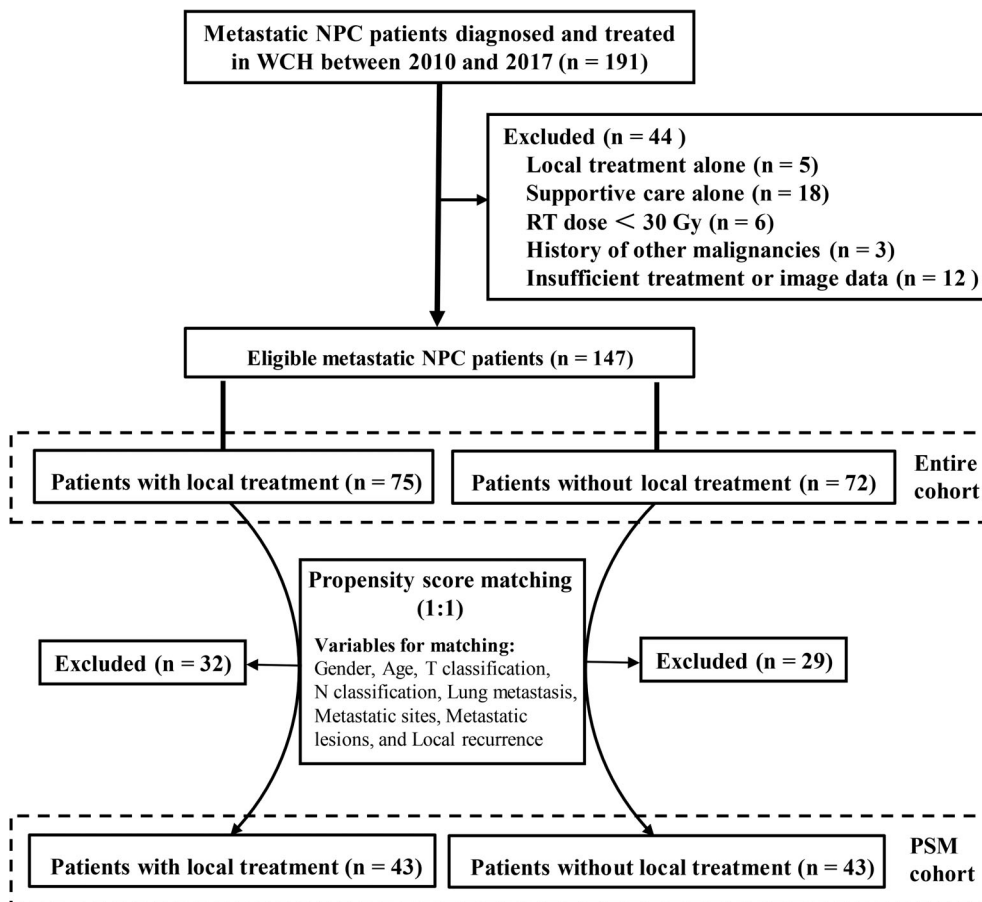 Metastatic NPC patients diagnosed and treated
in WCH between 2010 and 2017 (n = 191)
Excluded (n = 44 )
Local treatment alone (n = 5)
Supportive care alone (n = 18)
RT dose < 30 Gy (n = 6)
History of other malignancies (n = 3)
Insufficient treatment or image data (n = 12 )
Eligible metastatic NPC patients (n = 147)
Patients with local treatment (n = 75)
Patients without local treatment (n = 72)
Entire
cohort
Propensity score matching
(1:1)
Variables for matching:
Gender, Age, T classification,
N classification, Lung metastasis,
Metastatic sites, Metastatic
lesions, and Local recurrence
Excluded (n = 32)
Excluded (n = 29)
Patients with local treatment (n = 43)
Patients without local treatment (n = 43)
PSM
cohort